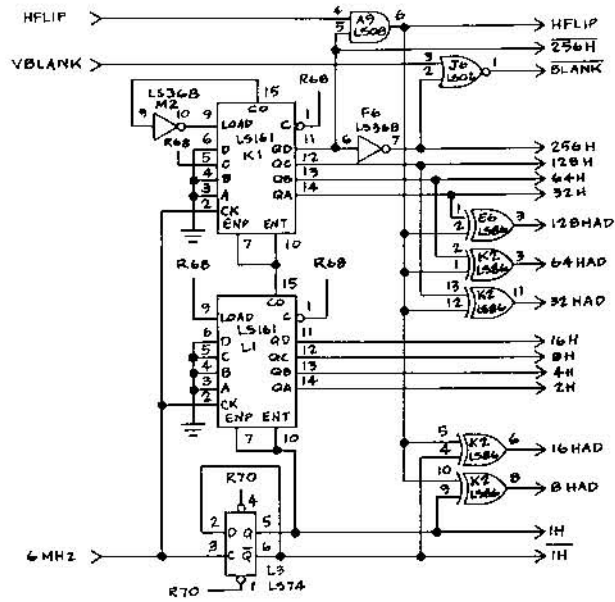 HFLIP
4
5
A9
LS08
6
HFLIP
256H
VBLANK
3
2
J6
LS02
1
BLANK
LS368
M2
9
10
15
CO
R68
1
9
LOAD
C
LS161
K1
R68
6
D
5
C
4
B
3
A
2
CK
QD
11
QC
12
QB
13
QA
14
ENP
ENT
7
10
F6
LS368
6
7
256H
128H
64H
32H
1
2
E6
LS86
3
128HAD
2
1
K2
LS86
3
64HAD
13
12
K2
LS86
11
32HAD
R68
R68
15
CO
1
9
LOAD
C
LS161
L1
6
D
5
C
4
B
3
A
2
CK
QD
11
QC
12
QB
13
QA
14
ENP
ENT
7
10
16H
8H
4H
2H
5
4
K2
LS86
6
16HAD
10
9
K2
LS86
8
8HAD
R70
4
2
D
Q
5
3
C
Q
6
L3
LS74
R70
1
1H
6MHZ
1H